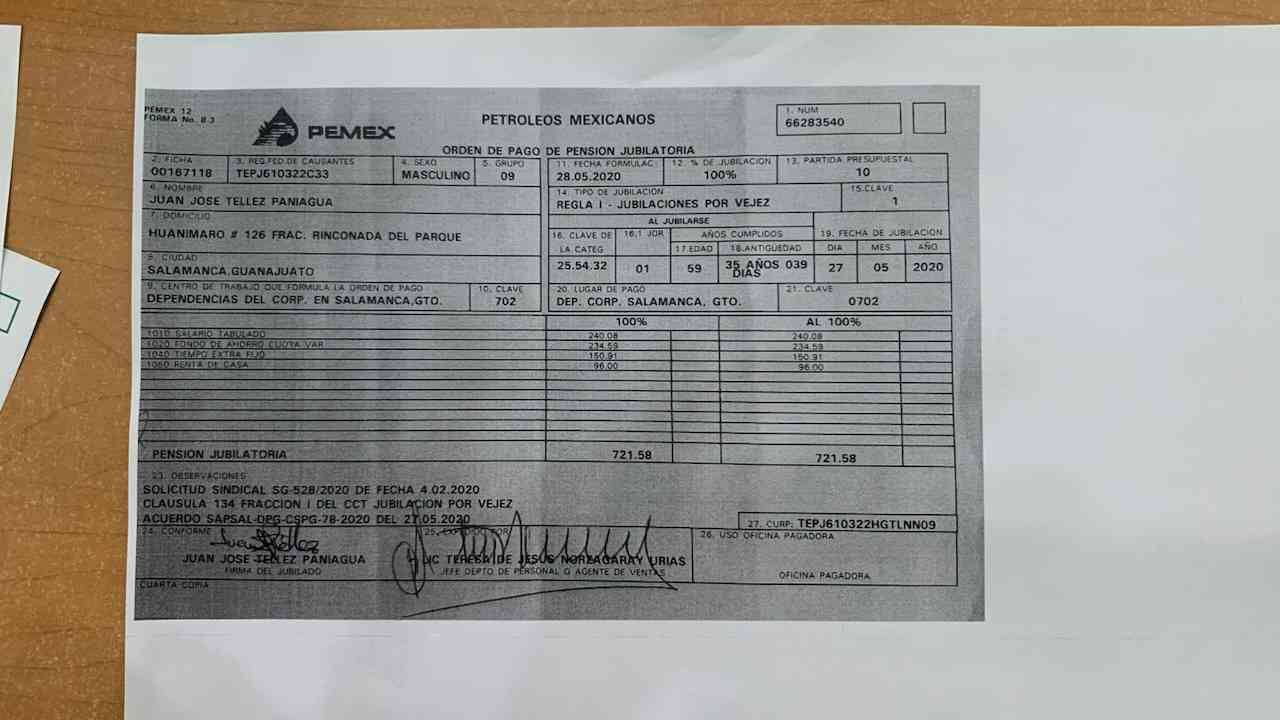 PEMEX 12
FORMA No. 8.3
PEMEX
PETROLEOS MEXICANOS
1. NUM
66283540
ORDEN DE PAGO DE PENSION JUBILATORIA
2. FICHA
00167118
3. REG.FED.DE CAUSANTES
TEPJ610322C33
4. SEXO
MASCULINO
5. GRUPO
09
11. FECHA FORMULAC:
28.05.2020
12. % DE JUBILACION
100%
13. PARTIDA PRESUPUESTAL
10
6. NOMBRE
JUAN JOSE TELLEZ PANIAGUA
14. TIPO DE JUBILACION
REGLA I - JUBILACIONES POR VEJEZ
15.CLAVE
1
7. DOMICILIO
HUANIMARO # 126 FRAC. RINCONADA DEL PARQUE
AL JUBILARSE
16. CLAVE DE LA CATEG
25.54.32
16.1 JOR
01
AÑOS CUMPLIDOS
17.EDAD
59
18.ANTIGUEDAD
35 AÑOS 039
DIAS
19. FECHA DE JUBILACION
DIA MES AÑO
27 05 2020
8. CIUDAD
SALAMANCA,GUANAJUATO
9. CENTRO DE TRABAJO QUE FORMULA LA ORDEN DE PAGO
DEPENDENCIAS DEL CORP. EN SALAMANCA,GTO.
10. CLAVE
702
20. LUGAR DE PAGO
DEP. CORP. SALAMANCA, GTO.
21. CLAVE
0702
100% AL 100%
1010 SALARIO TABULADO 240.08 240.08
1020 FONDO DE AHORRO CUOTA VAR 234.59 234.59
1040 TIEMPO EXTRA FIJO 150.91 150.91
1060 RENTA DE CASA 96.00 96.00
PENSION JUBILATORIA 721.58 721.58
23. OBSERVACIONES
SOLICITUD SINDICAL SG-528/2020 DE FECHA 4.02.2020
CLAUSULA 134 FRACCION I DEL CCT JUBILACION POR VEJEZ
ACUERDO SAPSAL-DPG-CSPG-78-2020 DEL 27.05.2020
27. CURP: TEPJ610322HGTLNN09
24. CONFORME
JUAN JOSE TELLEZ PANIAGUA
FIRMA DEL JUBILADO
LIC TERESA DE JESUS NORZAGARAY URIAS
JEFE DEPTO DE PERSONAL O AGENTE DE VENTAS
26. USO OFICINA PAGADORA
OFICINA PAGADORA
CUARTA COPIA